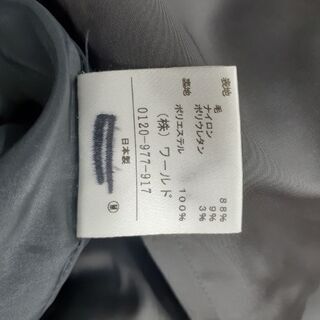 表地
毛 88%
ナイロン 9%
ポリウレタン 3%
裏地
ポリエステル 100%
(株) ワールド
0120-977-917
日本製
W